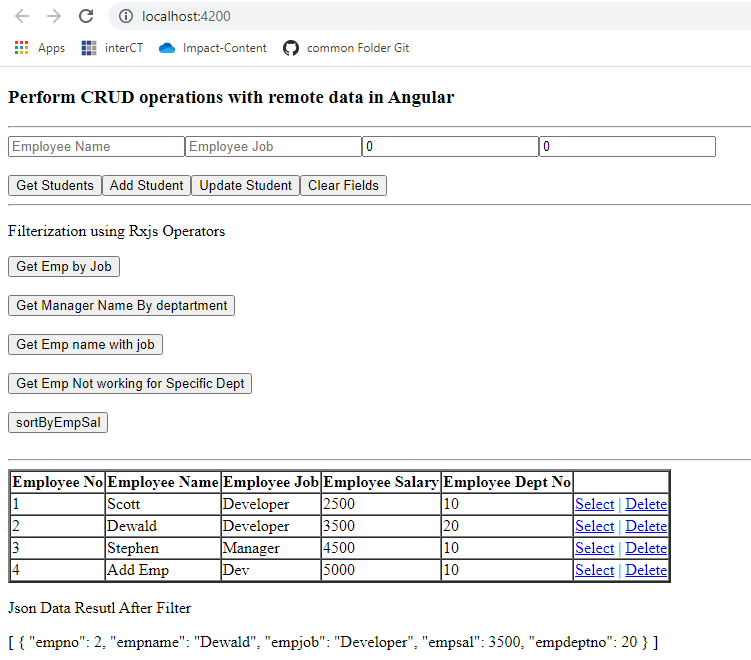 localhost:4200
Apps interCT Impact-Content common Folder Git
Perform CRUD operations with remote data in Angular
Employee Name Employee Job 0 0
Get Students Add Student Update Student Clear Fields
Filterization using Rxjs Operators
Get Emp by Job
Get Manager Name By deptartment
Get Emp name with job
Get Emp Not working for Specific Dept
sortByEmpSal
Employee No Employee Name Employee Job Employee Salary Employee Dept No
1 Scott Developer 2500 10 Select | Delete
2 Dewald Developer 3500 20 Select | Delete
3 Stephen Manager 4500 10 Select | Delete
4 Add Emp Dev 5000 10 Select | Delete
Json Data Resutl After Filter
[ { "empno": 2, "empname": "Dewald", "empjob": "Developer", "empsal": 3500, "empdeptno": 20 } ]